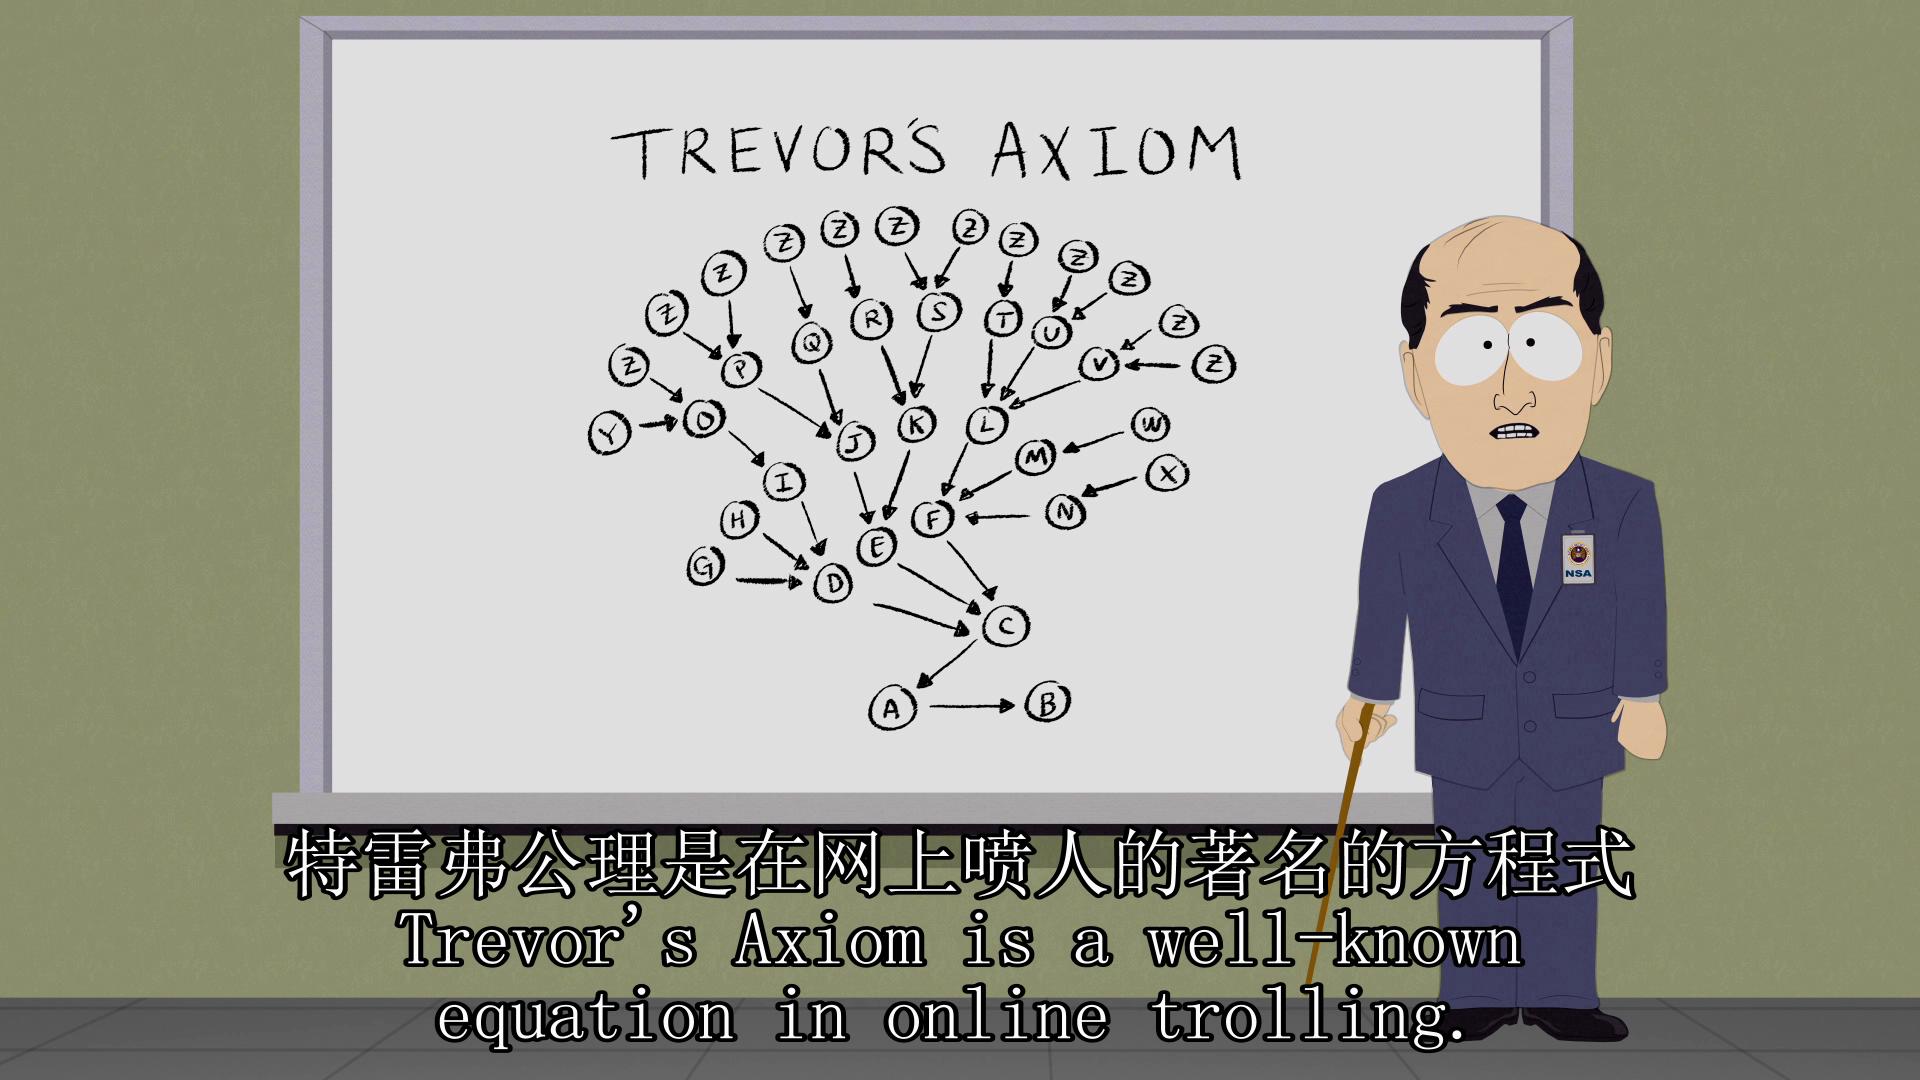 TREVOR'S AXIOM
Z Z Z Z Z
Z Z Z
Z Z
Z R S T U Z
Q
Z P V Z
Y O J K L W
M
I X
H F N
G E
D
C
A B
NSA
特雷弗公理是在网上喷人的著名的方程式
Trevor's Axiom is a well-known
equation in online trolling.